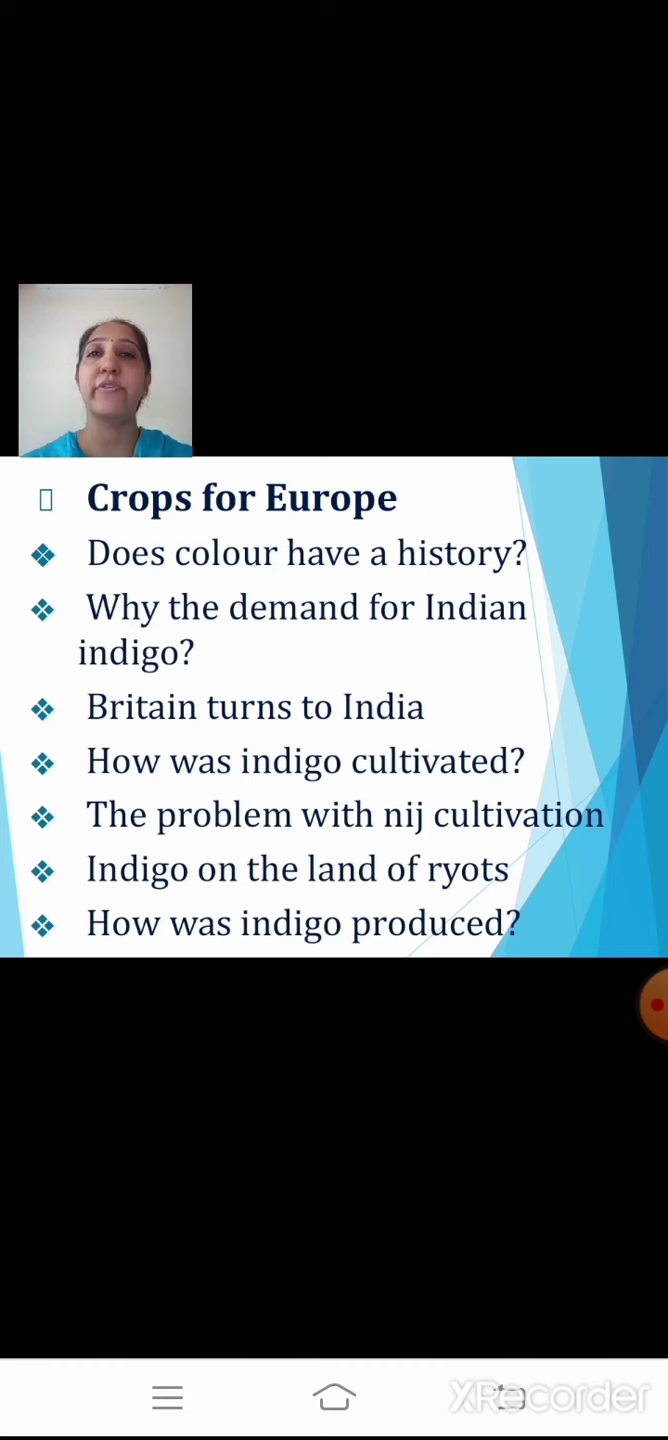 Crops for Europe
Does colour have a history?
Why the demand for Indian
indigo?
Britain turns to India
How was indigo cultivated?
The problem with nij cultivation
Indigo on the land of ryots
How was indigo produced?
XRecorder